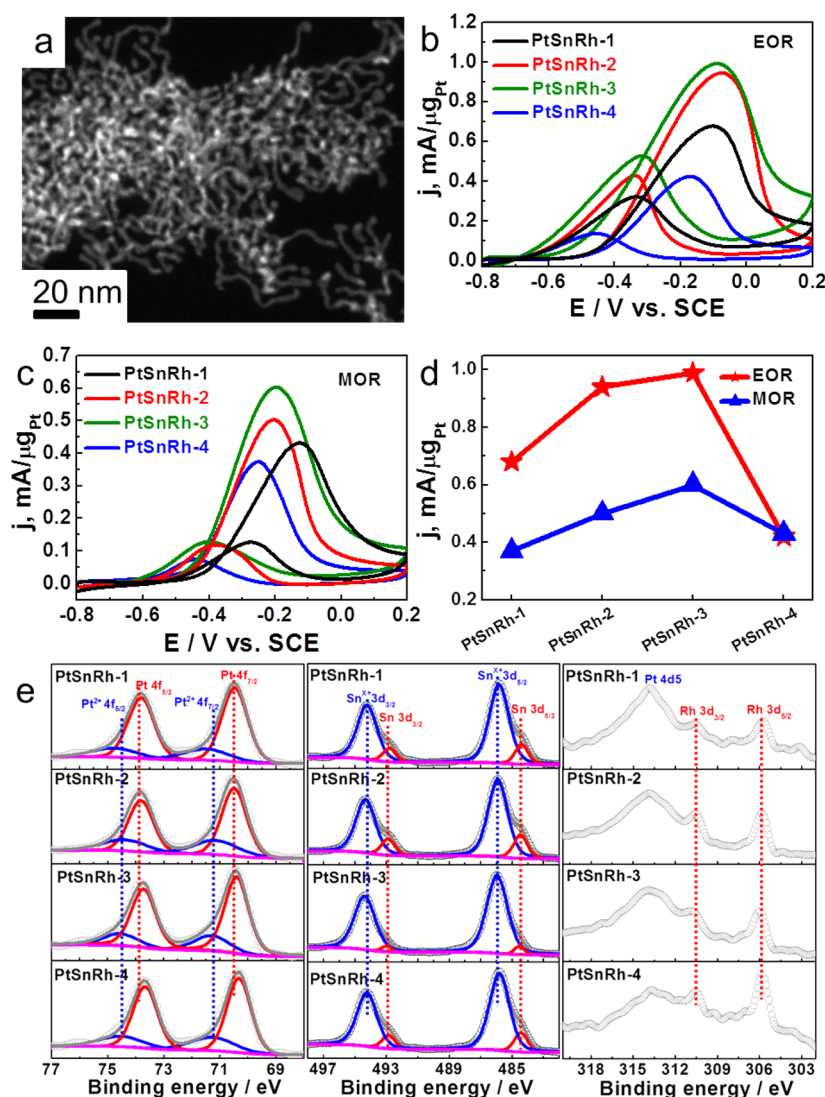 a
20 nm
b
EOR
PtSnRh-1
PtSnRh-2
PtSnRh-3
PtSnRh-4
j, mA/μg_Pt
1.2
1.0
0.8
0.6
0.4
0.2
0.0
-0.8 -0.6 -0.4 -0.2 0.0 0.2
E / V vs. SCE
c
MOR
PtSnRh-1
PtSnRh-2
PtSnRh-3
PtSnRh-4
j, mA/μg_Pt
0.7
0.6
0.5
0.4
0.3
0.2
0.1
0.0
-0.8 -0.6 -0.4 -0.2 0.0 0.2
E / V vs. SCE
d
EOR
MOR
j, mA/μg_Pt
1.0
0.8
0.6
0.4
0.2
PtSnRh-1 PtSnRh-2 PtSnRh-3 PtSnRh-4
e
PtSnRh-1
Pt²⁺ 4f₅/₂ Pt 4f₅/₂ Pt²⁺ 4f₇/₂ Pt 4f₇/₂
PtSnRh-2
PtSnRh-3
PtSnRh-4
77 74 71 69
Binding energy / eV
PtSnRh-1
Snˣ⁺3d₃/₂ Sn 3d₃/₂ Snˣ⁺3d₅/₂ Sn 3d₅/₂
PtSnRh-2
PtSnRh-3
PtSnRh-4
497 493 489 485
Binding energy / eV
PtSnRh-1
Pt 4d5
Rh 3d₃/₂ Rh 3d₅/₂
PtSnRh-2
PtSnRh-3
PtSnRh-4
318 315 312 309 306 303
Binding energy / eV